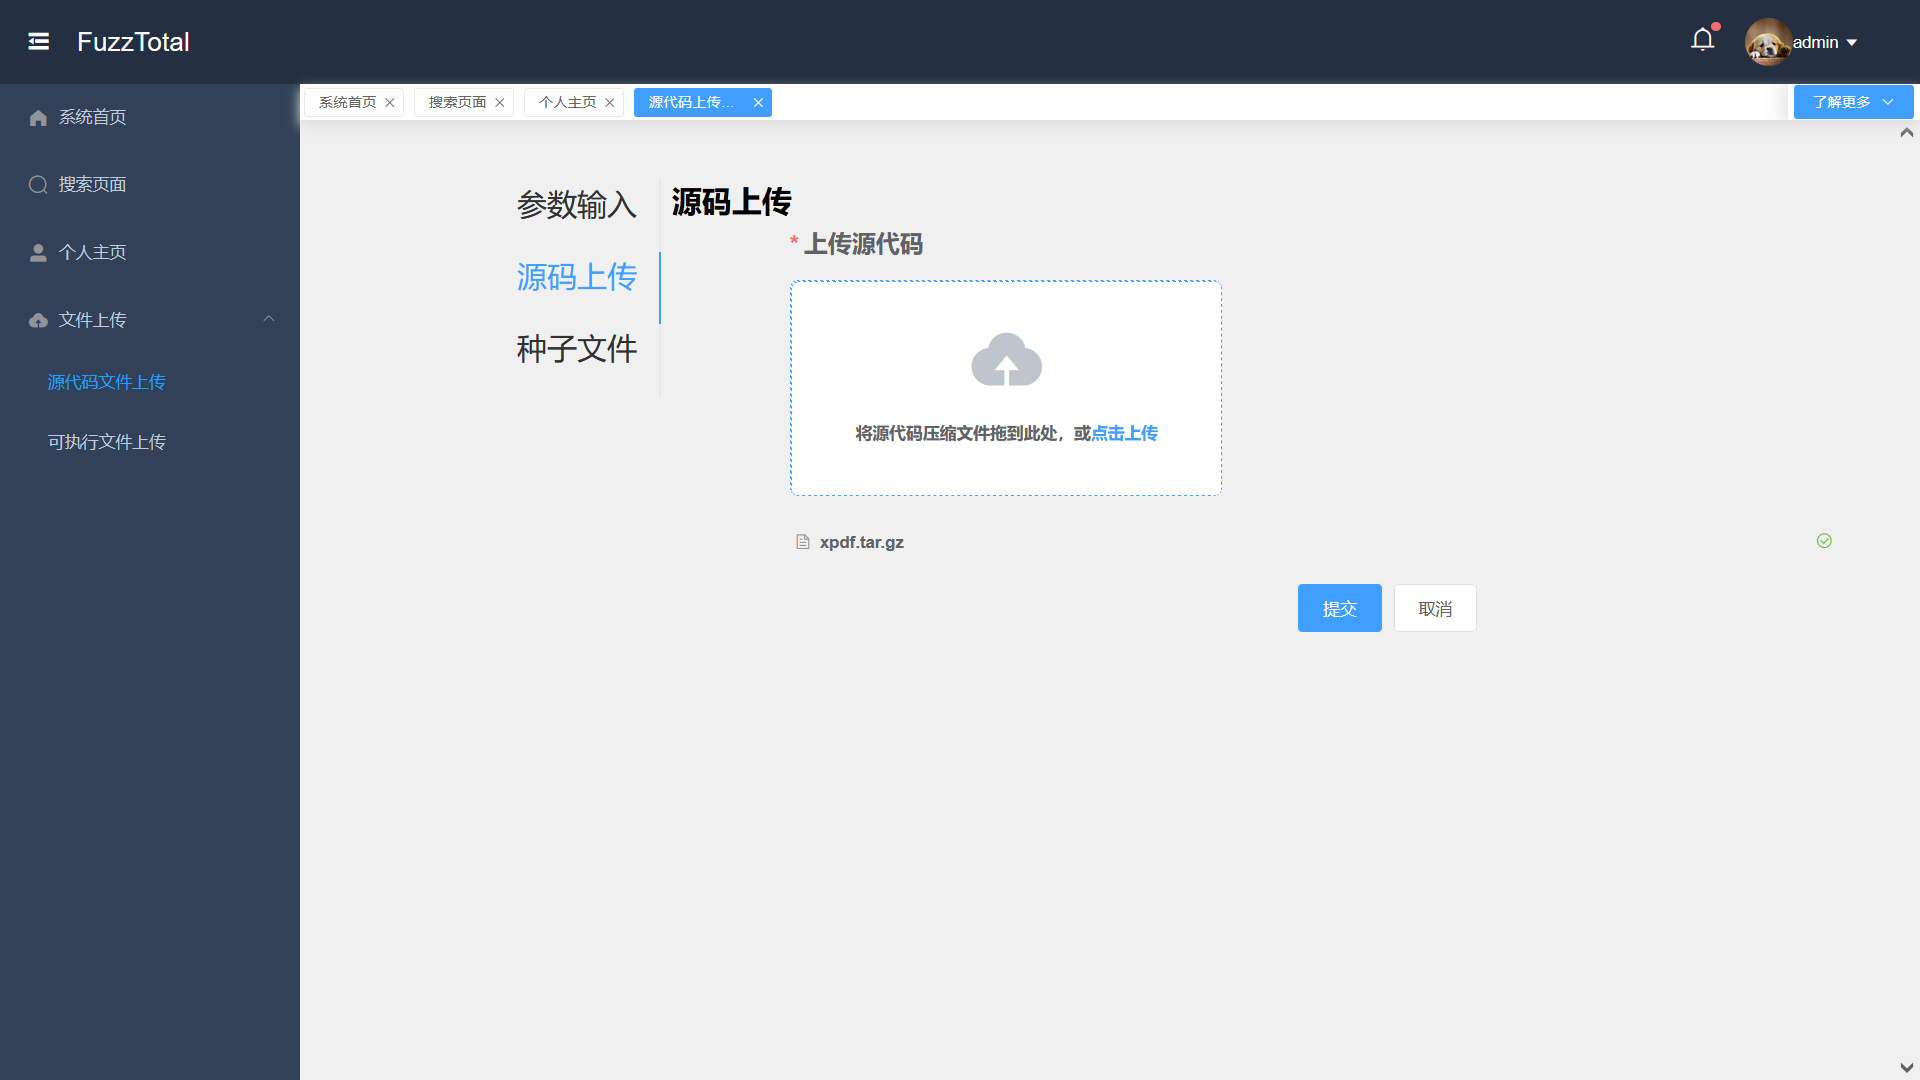 FuzzTotal
admin
系统首页
搜索页面
个人主页
文件上传
源代码文件上传
可执行文件上传
系统首页
搜索页面
个人主页
源代码上传...
了解更多
参数输入
源码上传
种子文件
源码上传
* 上传源代码
将源代码压缩文件拖到此处，或点击上传
xpdf.tar.gz
提交
取消